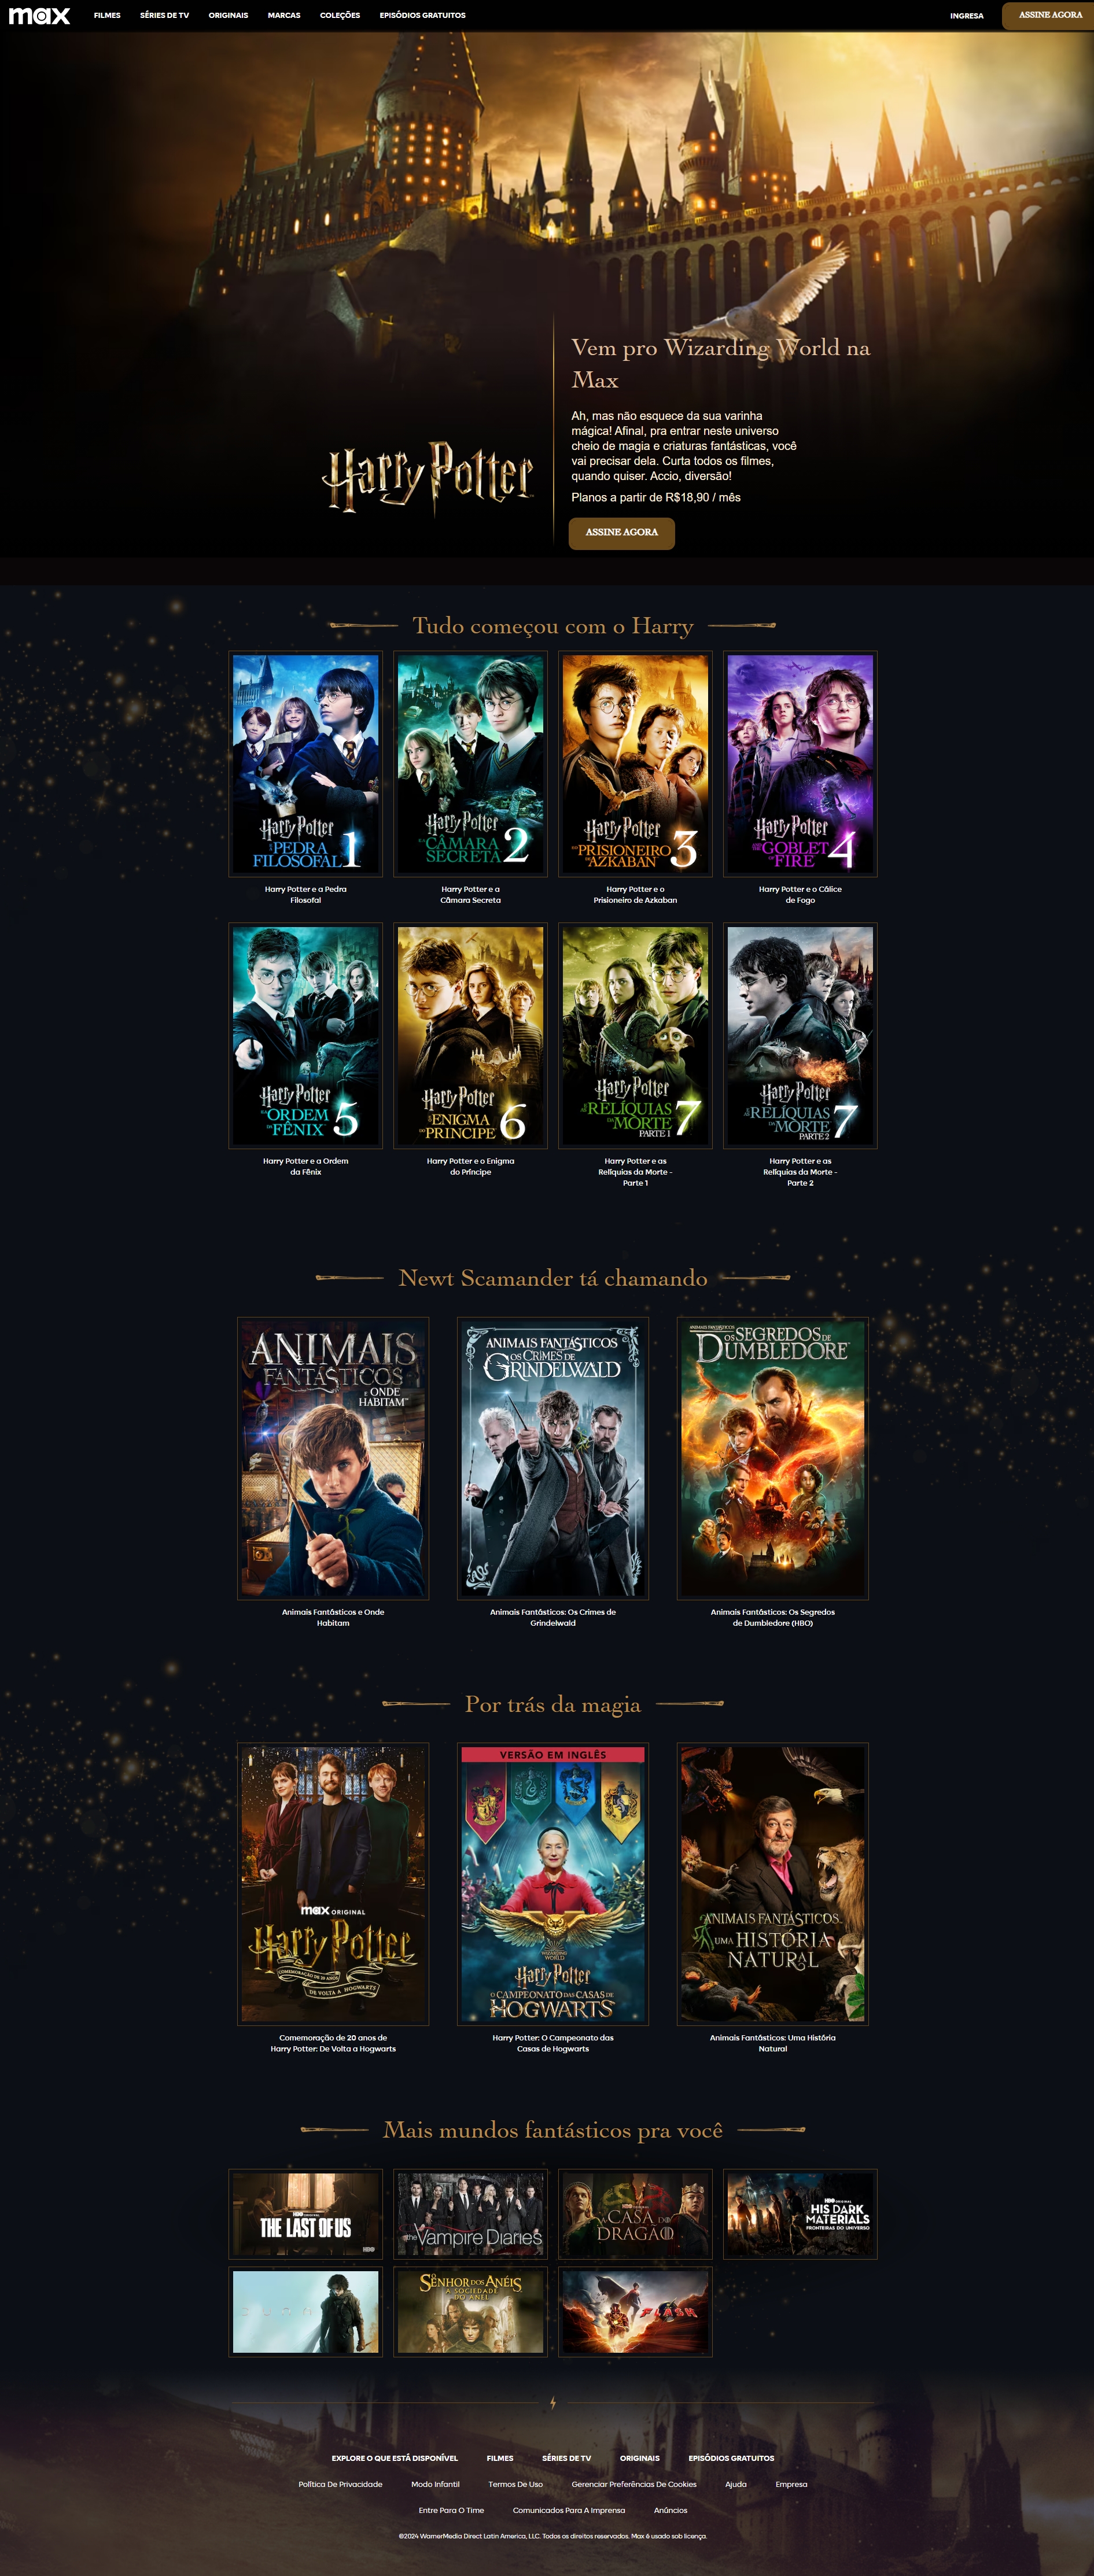 max
FILMES
SÉRIES DE TV
ORIGINAIS
MARCAS
COLEÇÕES
EPISÓDIOS GRATUITOS
INGRESA
ASSINE AGORA
Vem pro Wizarding World na
Max
Ah, mas não esquece da sua varinha
mágica! Afinal, pra entrar neste universo
cheio de magia e criaturas fantásticas, você
vai precisar dela. Curta todos os filmes,
quando quiser. Accio, diversão!
Planos a partir de R$18,90 / mês
Harry Potter
ASSINE AGORA
Tudo começou com o Harry
Harry Potter
E A PEDRA
FILOSOFAL 1
Harry Potter
E A CÂMARA
SECRETA 2
Harry Potter
E O PRISIONEIRO
DE AZKABAN 3
Harry Potter
AND THE GOBLET
OF FIRE 4
Harry Potter e a Pedra
Filosofal
Harry Potter e a
Câmara Secreta
Harry Potter e o
Prisioneiro de Azkaban
Harry Potter e o Cálice
de Fogo
Harry Potter
E A ORDEM
DA FÊNIX 5
Harry Potter
E O ENIGMA
DO PRÍNCIPE 6
Harry Potter
E AS RELÍQUIAS
DA MORTE 7
PARTE 1
Harry Potter
E AS RELÍQUIAS
DA MORTE 7
PARTE 2
Harry Potter e a Ordem
da Fênix
Harry Potter e o Enigma
do Príncipe
Harry Potter e as
Relíquias da Morte -
Parte 1
Harry Potter e as
Relíquias da Morte -
Parte 2
Newt Scamander tá chamando
ANIMAIS
FANTÁSTICOS
E ONDE
HABITAM
ANIMAIS FANTÁSTICOS
OS CRIMES DE
GRINDELWALD
ANIMAIS FANTÁSTICOS
OS SEGREDOS DE
DUMBLEDORE
Animais Fantásticos e Onde
Habitam
Animais Fantásticos: Os Crimes de
Grindelwald
Animais Fantásticos: Os Segredos
de Dumbledore (HBO)
Por trás da magia
max ORIGINAL
Harry Potter
COMEMORAÇÃO DE 20 ANOS
DE VOLTA A HOGWARTS
VERSÃO EM INGLÊS
WIZARDING
WORLD
Harry Potter
O CAMPEONATO DAS CASAS DE
HOGWARTS
ANIMAIS FANTÁSTICOS
UMA HISTÓRIA
NATURAL
Comemoração de 20 anos de
Harry Potter: De Volta a Hogwarts
Harry Potter: O Campeonato das
Casas de Hogwarts
Animais Fantásticos: Uma História
Natural
Mais mundos fantásticos pra você
HBO ORIGINAL
THE LAST OF US
HBO
the Vampire Diaries
HBO ORIGINAL
A CASA DO
DRAGÃO
HBO ORIGINAL
HIS DARK
MATERIALS
FRONTEIRAS DO UNIVERSO
O SENHOR DOS ANÉIS
A SOCIEDADE
DO ANEL
FLASH
EXPLORE O QUE ESTÁ DISPONÍVEL
FILMES
SÉRIES DE TV
ORIGINAIS
EPISÓDIOS GRATUITOS
Política De Privacidade
Modo Infantil
Termos De Uso
Gerenciar Preferências De Cookies
Ajuda
Empresa
Entre Para O Time
Comunicados Para A Imprensa
Anúncios
©2024 WarnerMedia Direct Latin America, LLC. Todos os direitos reservados. Max é usado sob licença.